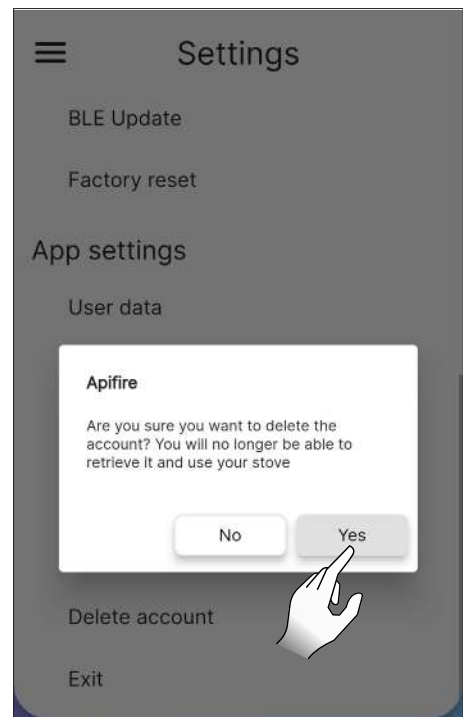 Settings
BLE Update
Factory reset
App settings
User data
Apifire
Are you sure you want to delete the
account? You will no longer be able to
retrieve it and use your stove
No
Yes
Delete account
Exit